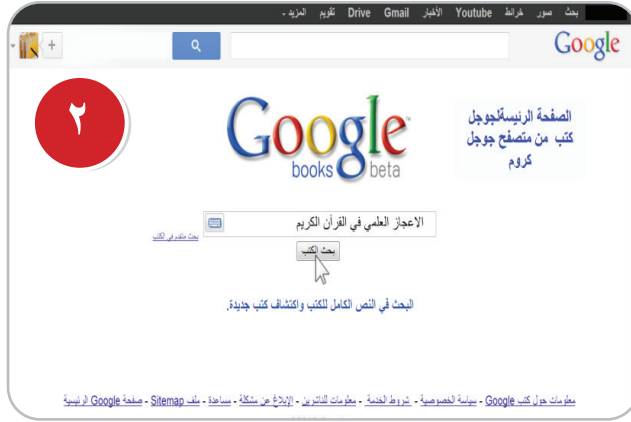 بحث صور خرائط Youtube الأخبار Gmail Drive تقويم المزيد
Google
+
٢
Google
books beta
الصفحة الرئيسةلجوجل
كتب من متصفح جوجل
كروم
الاعجاز العلمي في القرآن الكريم
بحث متقدم في الكتب
بحث الكتب
البحث في النص الكامل للكتب واكتشاف كتب جديدة.
معلومات حول كتب Google - سياسة الخصوصية - شروط الخدمة - معلومات للناشرين - الإبلاغ عن مشكلة - مساعدة - ملف Sitemap - صفحة Google الرئيسية